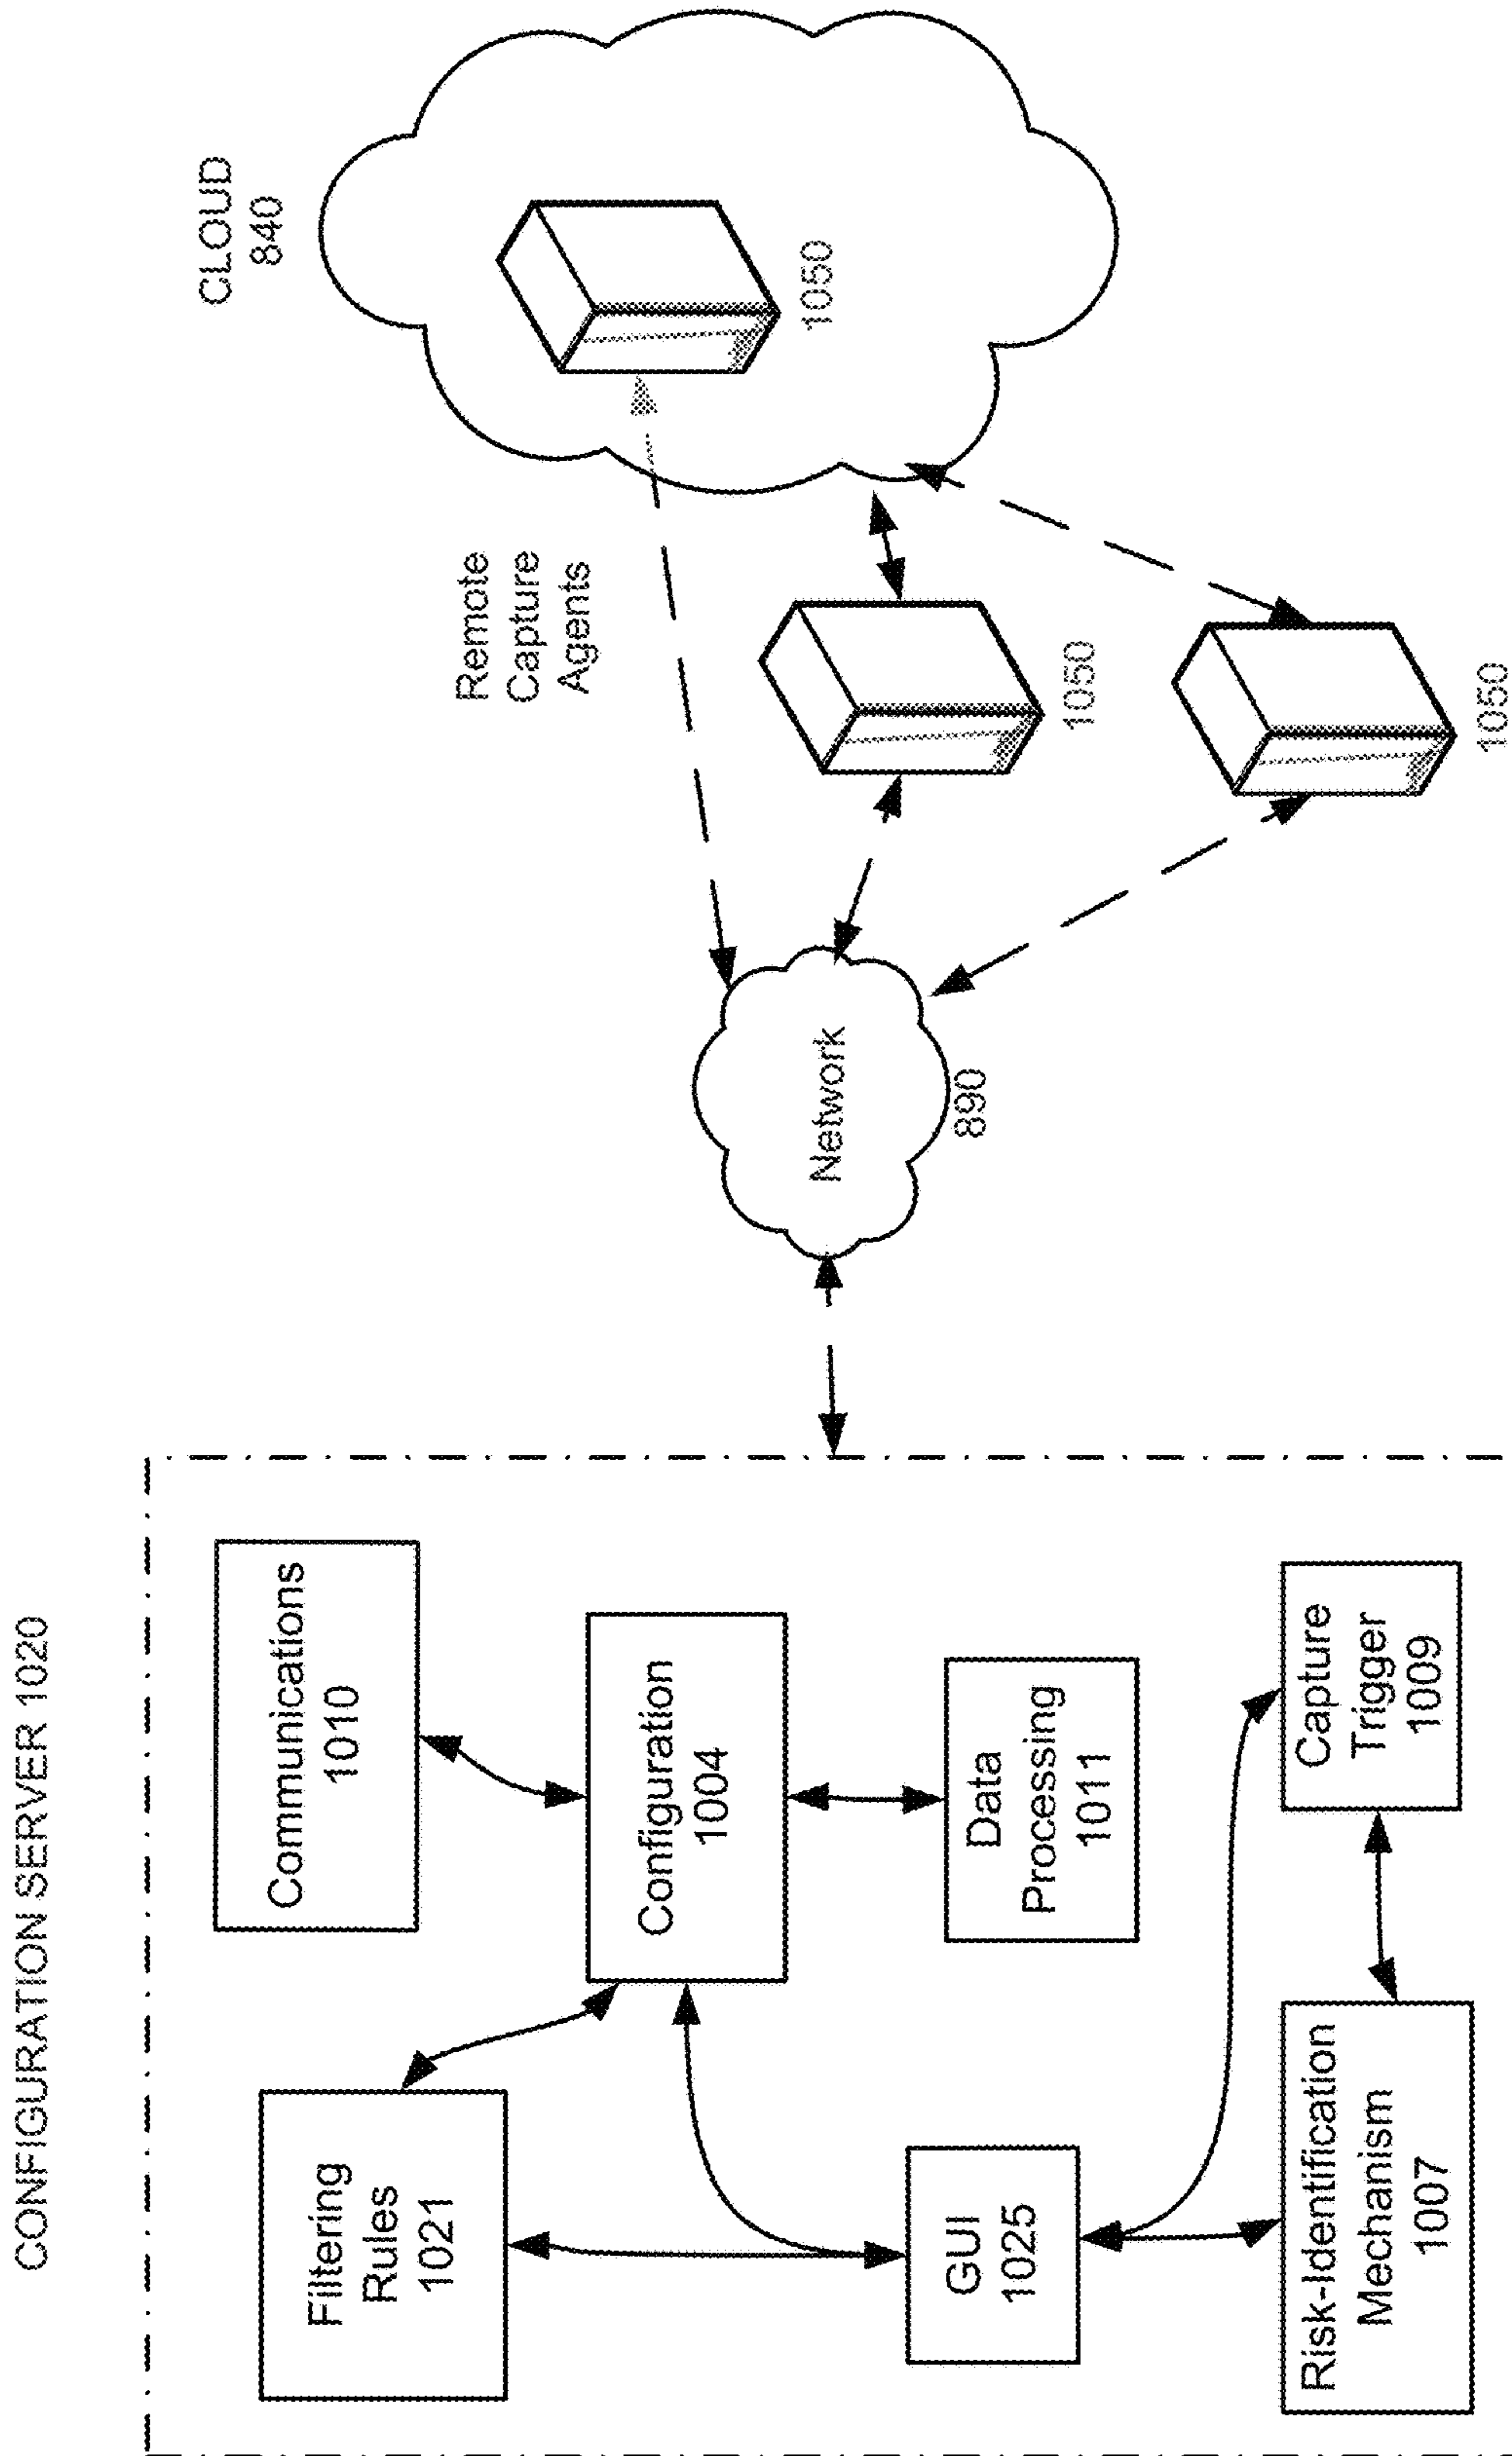 CONFIGURATION SERVER 1020
Filtering
Rules
1021
Communications
1010
Configuration
1004
GUI
1025
Data
Processing
1011
Risk-Identification
Mechanism
1007
Capture
Trigger
1009
Network
890
Remote
Capture
Agents
CLOUD
840
1050
1050
1050